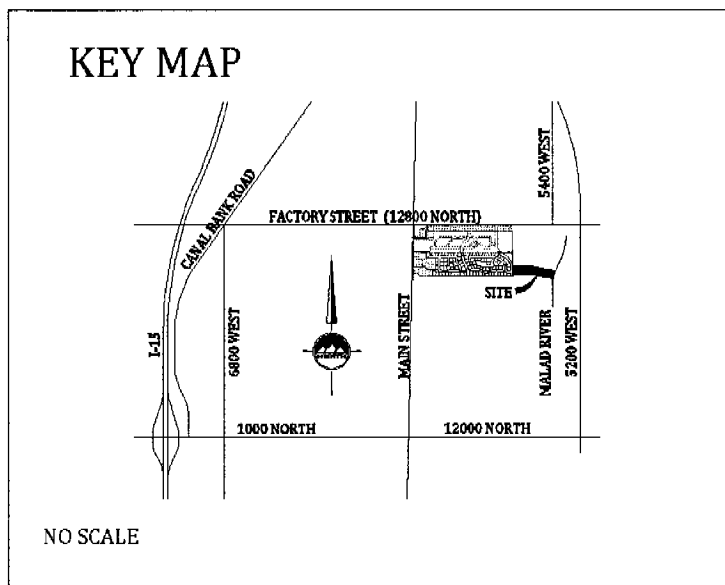 KEY MAP
5400 WEST
CANAL BANK ROAD
FACTORY STREET (12800 NORTH)
SITE
I-15
6800 WEST
MAIN STREET
MALAD RIVER
5200 WEST
1000 NORTH
12000 NORTH
NO SCALE